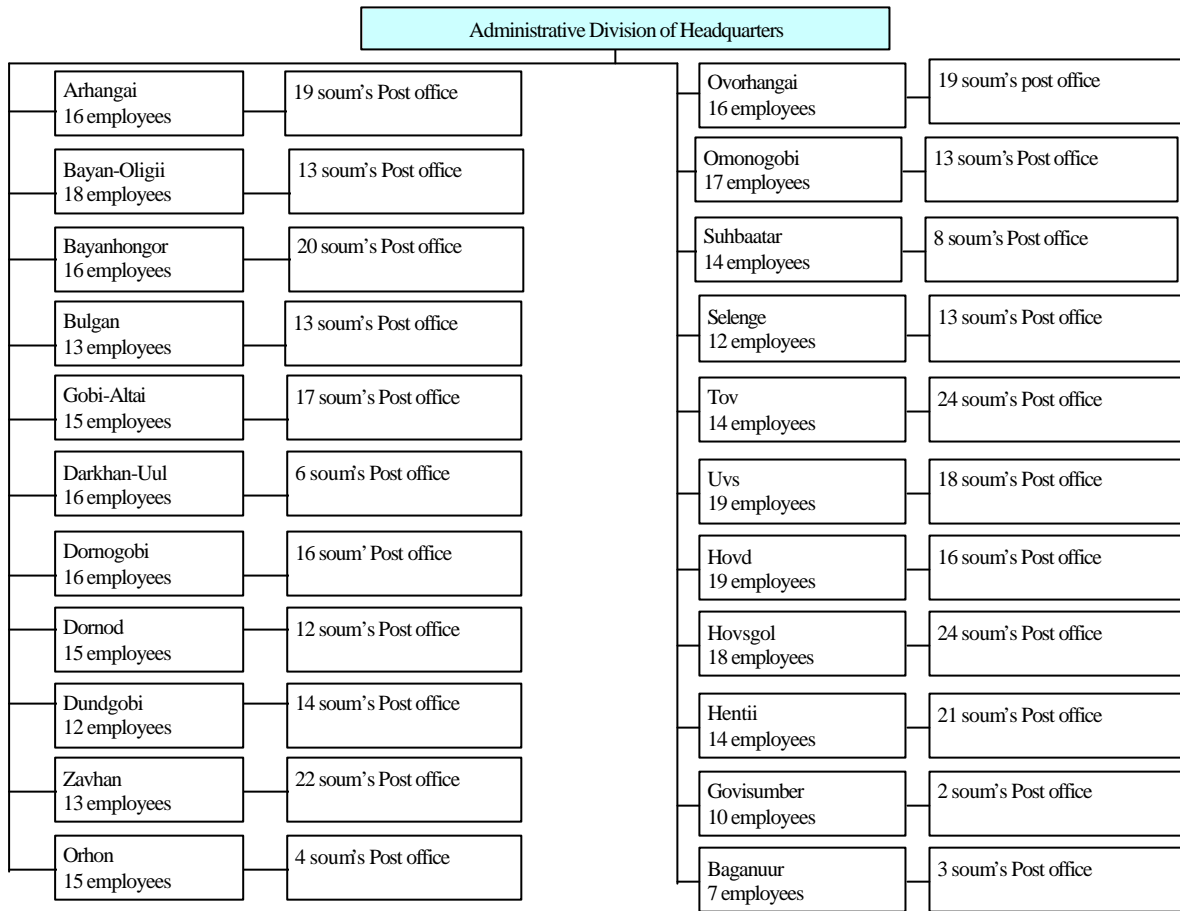 Administrative Division of Headquarters
Arhangai
16 employees
19 soum's Post office
Bayan-Oligii
18 employees
13 soum's Post office
Bayanhongor
16 employees
20 soum's Post office
Bulgan
13 employees
13 soum's Post office
Gobi-Altai
15 employees
17 soum's Post office
Darkhan-Uul
16 employees
6 soum's Post office
Dornogobi
16 employees
16 soum' Post office
Dornod
15 employees
12 soum's Post office
Dundgobi
12 employees
14 soum's Post office
Zavhan
13 employees
22 soum's Post office
Orhon
15 employees
4 soum's Post office
Ovorhangai
16 employees
19 soum's post office
Omonogobi
17 employees
13 soum's Post office
Suhbaatar
14 employees
8 soum's Post office
Selenge
12 employees
13 soum's Post office
Tov
14 employees
24 soum's Post office
Uvs
19 employees
18 soum's Post office
Hovd
19 employees
16 soum's Post office
Hovsgol
18 employees
24 soum's Post office
Hentii
14 employees
21 soum's Post office
Govisumber
10 employees
2 soum's Post office
Baganuur
7 employees
3 soum's Post office